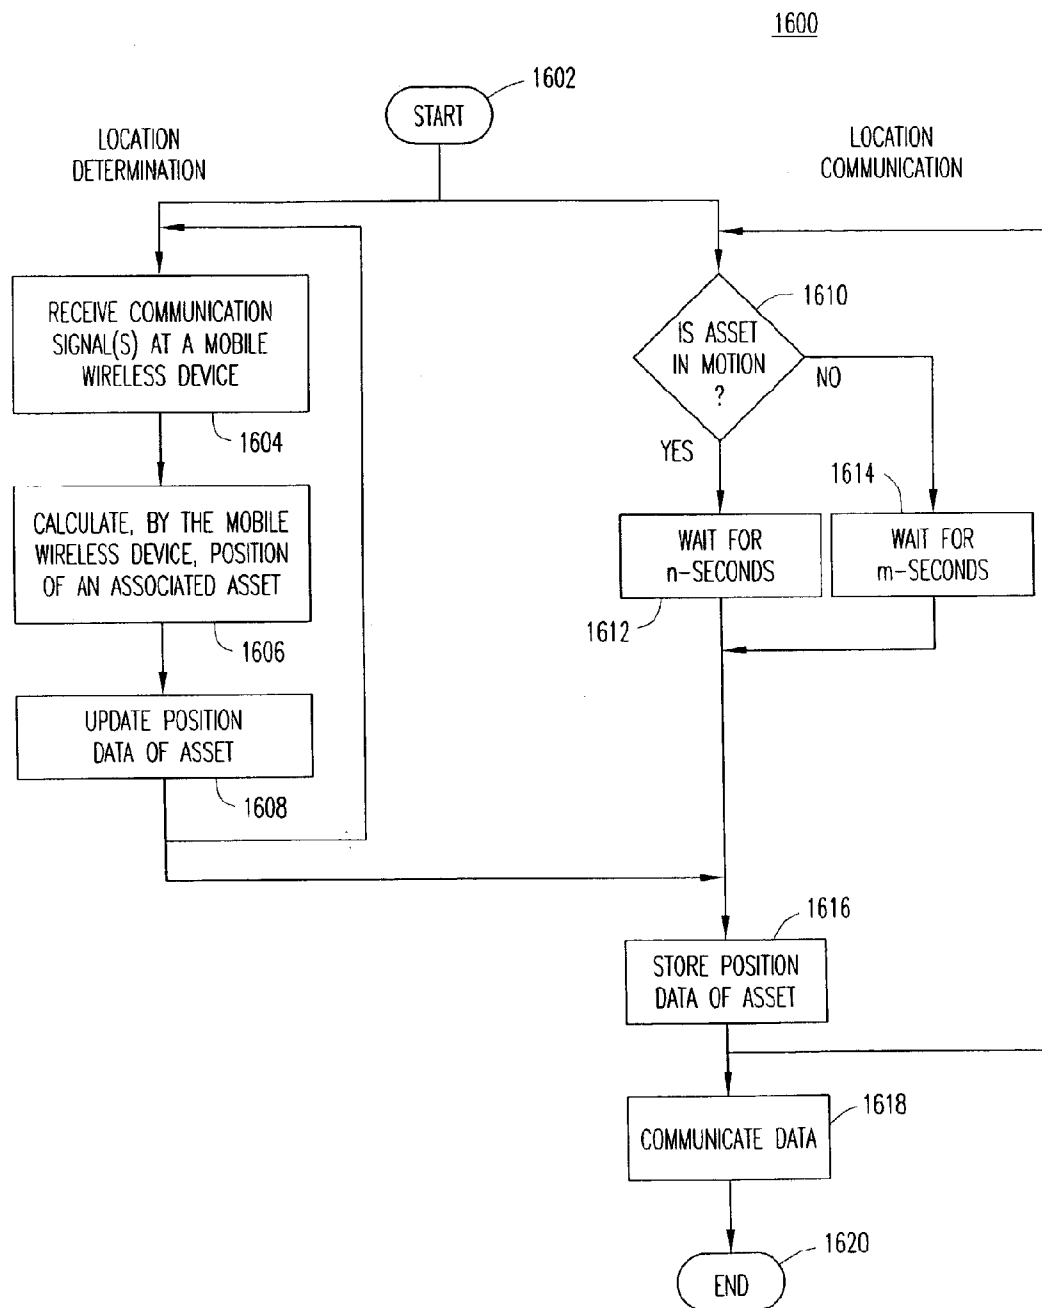 1600
1602
START
LOCATION
DETERMINATION
LOCATION
COMMUNICATION
RECEIVE COMMUNICATION
SIGNAL(S) AT A MOBILE
WIRELESS DEVICE
1604
CALCULATE, BY THE MOBILE
WIRELESS DEVICE, POSITION
OF AN ASSOCIATED ASSET
1606
UPDATE POSITION
DATA OF ASSET
1608
1610
IS ASSET
IN MOTION
?
NO
YES
1614
WAIT FOR
n-SECONDS
1612
WAIT FOR
m-SECONDS
1616
STORE POSITION
DATA OF ASSET
1618
COMMUNICATE DATA
1620
END